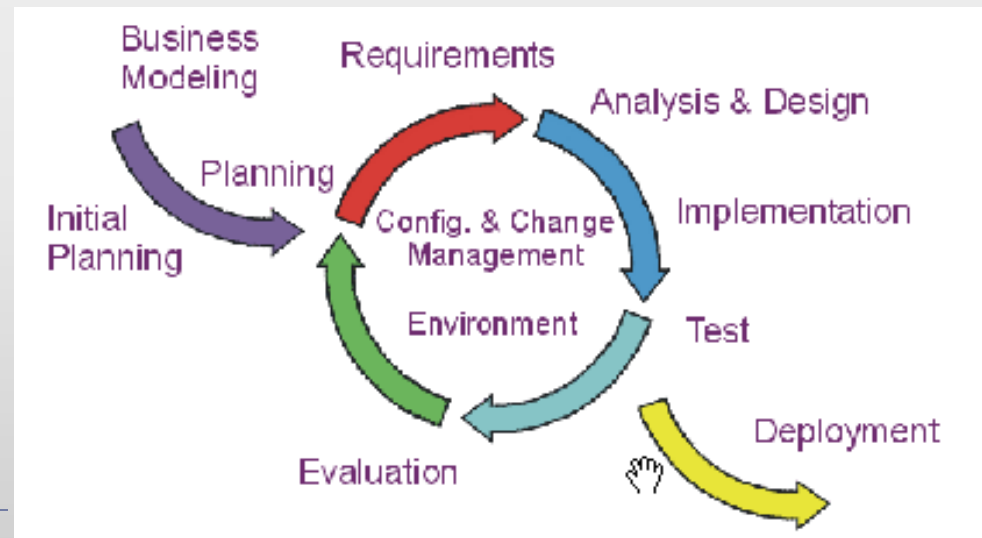 Business
Modeling
Requirements
Analysis & Design
Planning
Initial
Planning
Config. & Change
Management
Implementation
Environment
Test
Deployment
Evaluation